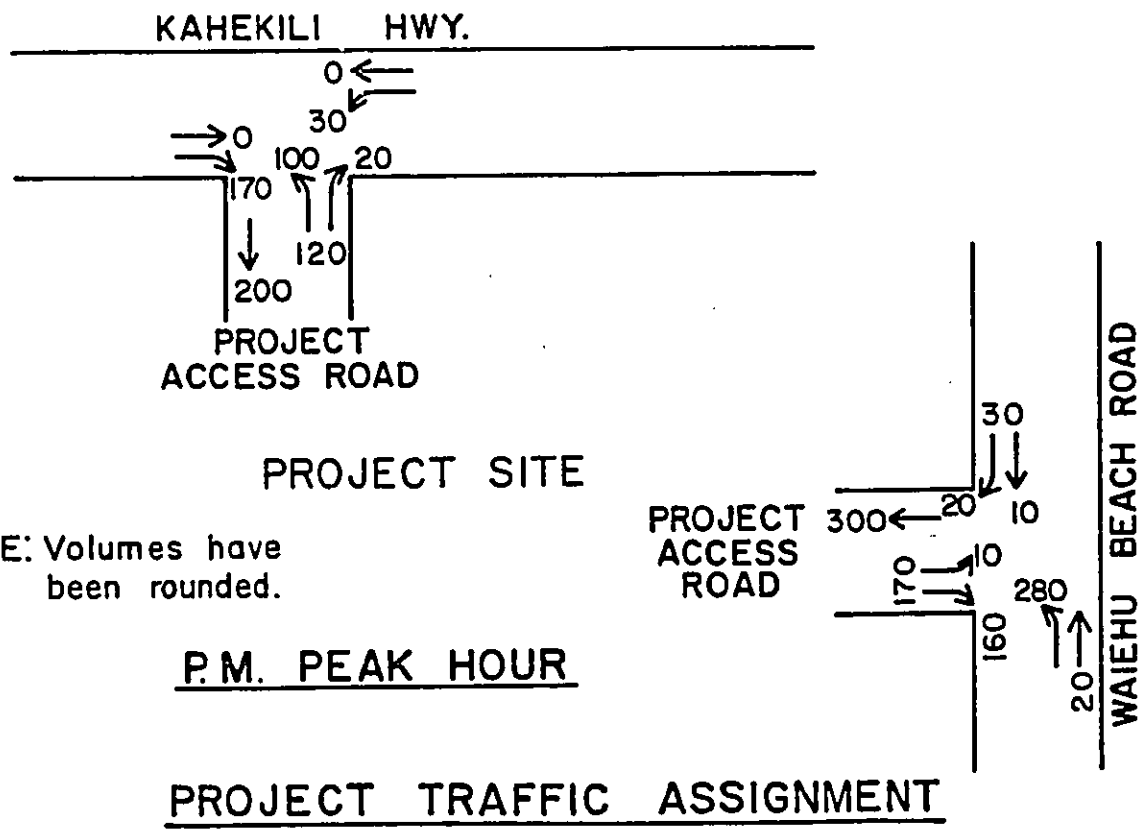 KAHEKILI HWY.
0
30
0
100 20
170
120
200
PROJECT
ACCESS ROAD
PROJECT SITE
E: Volumes have
been rounded.
P.M. PEAK HOUR
30
20 10
300
PROJECT
ACCESS
ROAD
10
170
280
160
20
WAIEHU BEACH ROAD
PROJECT TRAFFIC ASSIGNMENT